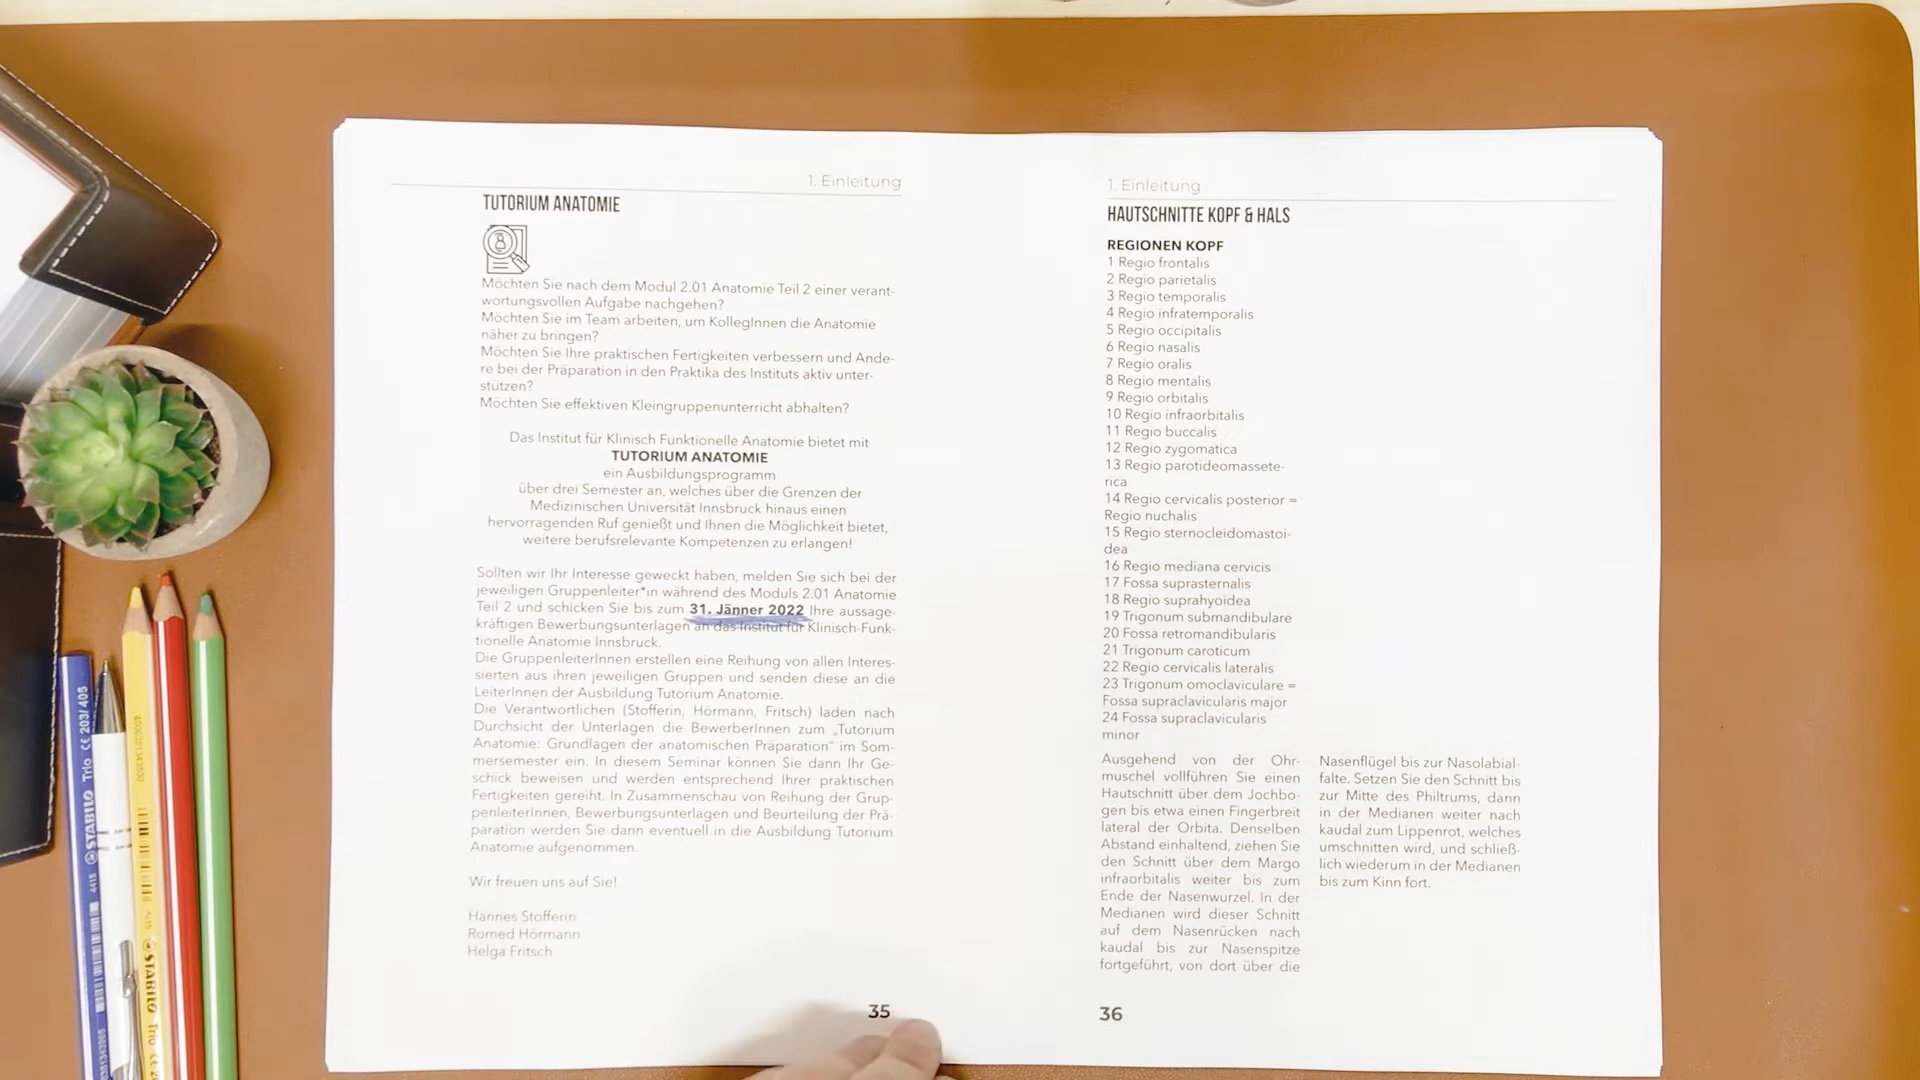 1. Einleitung
TUTORIUM ANATOMIE
Möchten Sie nach dem Modul 2.01 Anatomie Teil 2 einer verant-
wortungsvollen Aufgabe nachgehen?
Möchten Sie im Team arbeiten, um KollegInnen die Anatomie
näher zu bringen?
Möchten Sie Ihre praktischen Fertigkeiten verbessern und Ande-
re bei der Präparation in den Praktika des Instituts aktiv unter-
stützen?
Möchten Sie effektiven Kleingruppenunterricht abhalten?
Das Institut für Klinisch Funktionelle Anatomie bietet mit
TUTORIUM ANATOMIE
ein Ausbildungsprogramm
über drei Semester an, welches über die Grenzen der
Medizinischen Universität Innsbruck hinaus einen
hervorragenden Ruf genießt und Ihnen die Möglichkeit bietet,
weitere berufsrelevante Kompetenzen zu erlangen!
Sollten wir Ihr Interesse geweckt haben, melden Sie sich bei der
jeweiligen Gruppenleiter*in während des Moduls 2.01 Anatomie
Teil 2 und schicken Sie bis zum 31. Jänner 2022 Ihre aussage-
kräftigen Bewerbungsunterlagen an das Institut für Klinisch-Funk-
tionelle Anatomie Innsbruck.
Die GruppenleiterInnen erstellen eine Reihung von allen Interes-
sierten aus ihren jeweiligen Gruppen und senden diese an die
LeiterInnen der Ausbildung Tutorium Anatomie.
Die Verantwortlichen (Stofferin, Hörmann, Fritsch) laden nach
Durchsicht der Unterlagen die BewerberInnen zum „Tutorium
Anatomie: Grundlagen der anatomischen Präparation" im Som-
mersemester ein. In diesem Seminar können Sie dann Ihr Ge-
schick beweisen und werden entsprechend Ihrer praktischen
Fertigkeiten gereiht. In Zusammenschau von Reihung der Grup-
penleiterInnen, Bewerbungsunterlagen und Beurteilung der Prä-
paration werden Sie dann eventuell in die Ausbildung Tutorium
Anatomie aufgenommen.
Wir freuen uns auf Sie!
Hannes Stofferin
Romed Hörmann
Helga Fritsch
35
1. Einleitung
HAUTSCHNITTE KOPF & HALS
REGIONEN KOPF
1 Regio frontalis
2 Regio parietalis
3 Regio temporalis
4 Regio infratemporalis
5 Regio occipitalis
6 Regio nasalis
7 Regio oralis
8 Regio mentalis
9 Regio orbitalis
10 Regio infraorbitalis
11 Regio buccalis
12 Regio zygomatica
13 Regio parotideomassete-
rica
14 Regio cervicalis posterior =
Regio nuchalis
15 Regio sternocleidomastoi-
dea
16 Regio mediana cervicis
17 Fossa suprasternalis
18 Regio suprahyoidea
19 Trigonum submandibulare
20 Fossa retromandibularis
21 Trigonum caroticum
22 Regio cervicalis lateralis
23 Trigonum omoclaviculare =
Fossa supraclavicularis major
24 Fossa supraclavicularis
minor
Ausgehend von der Ohr-
muschel vollführen Sie einen
Hautschnitt über dem Jochbo-
gen bis etwa einen Fingerbreit
lateral der Orbita. Denselben
Abstand einhaltend, ziehen Sie
den Schnitt über dem Margo
infraorbitalis weiter bis zum
Ende der Nasenwurzel. In der
Medianen wird dieser Schnitt
auf dem Nasenrücken nach
kaudal bis zur Nasenspitze
fortgeführt, von dort über die
Nasenflügel bis zur Nasolabial-
falte. Setzen Sie den Schnitt bis
zur Mitte des Philtrums, dann
in der Medianen weiter nach
kaudal zum Lippenrot, welches
umschnitten wird, und schließ-
lich wiederum in der Medianen
bis zum Kinn fort.
36
STABILO Trio CE 203/405
STABILO Trio